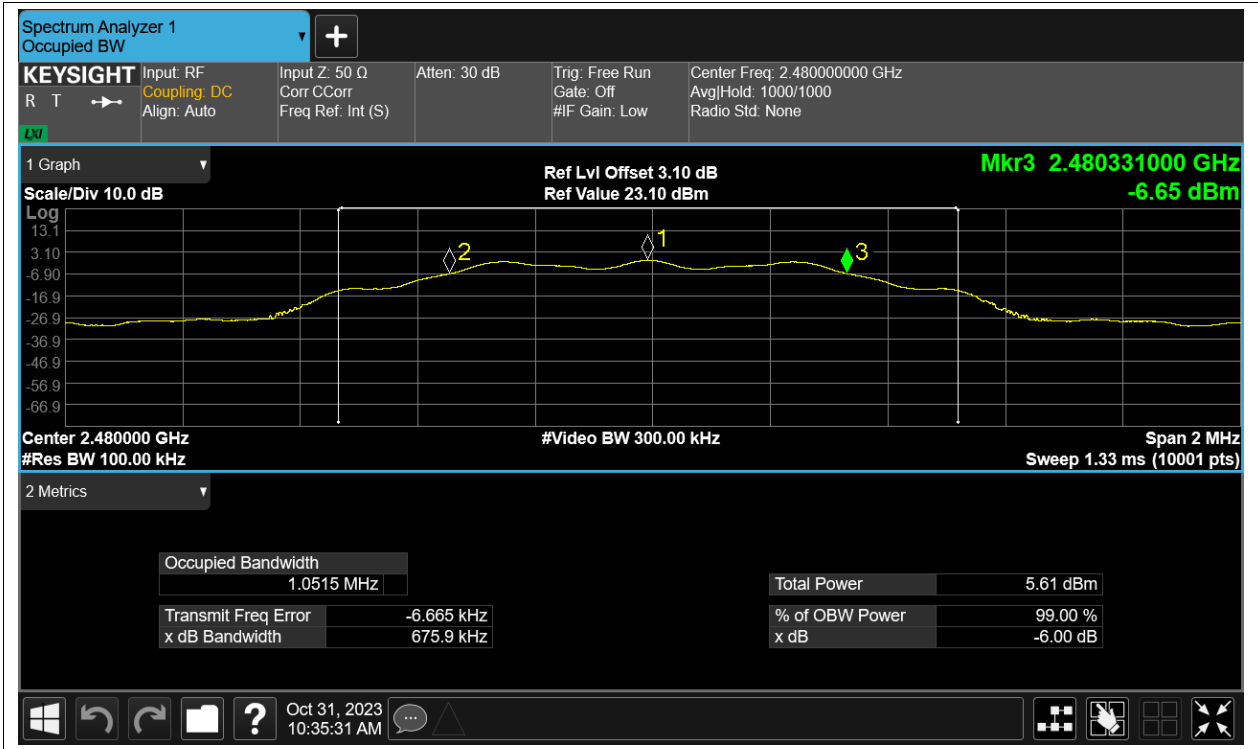 Spectrum Analyzer 1
Occupied BW
+
KEYSIGHT
R T
LXI
Input: RF
Coupling: DC
Align: Auto
Input Z: 50 Ω
Corr CCorr
Freq Ref: Int (S)
Atten: 30 dB
Trig: Free Run
Gate: Off
#IF Gain: Low
Center Freq: 2.480000000 GHz
Avg|Hold: 1000/1000
Radio Std: None
1 Graph
Scale/Div 10.0 dB
Ref Lvl Offset 3.10 dB
Ref Value 23.10 dBm
Mkr3 2.480331000 GHz
-6.65 dBm
Log
13.1
3.10
-6.90
-16.9
-26.9
-36.9
-46.9
-56.9
-66.9
2
1
3
Center 2.480000 GHz
#Res BW 100.00 kHz
#Video BW 300.00 kHz
Span 2 MHz
Sweep 1.33 ms (10001 pts)
2 Metrics
Occupied Bandwidth
1.0515 MHz
Transmit Freq Error -6.665 kHz
x dB Bandwidth 675.9 kHz
Total Power 5.61 dBm
% of OBW Power 99.00 %
x dB -6.00 dB
?
Oct 31, 2023
10:35:31 AM